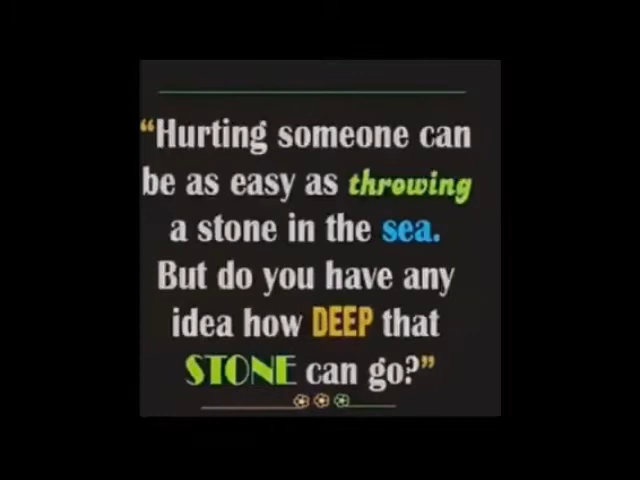 “Hurting someone can
be as easy as throwing
a stone in the sea.
But do you have any
idea how DEEP that
STONE can go?”